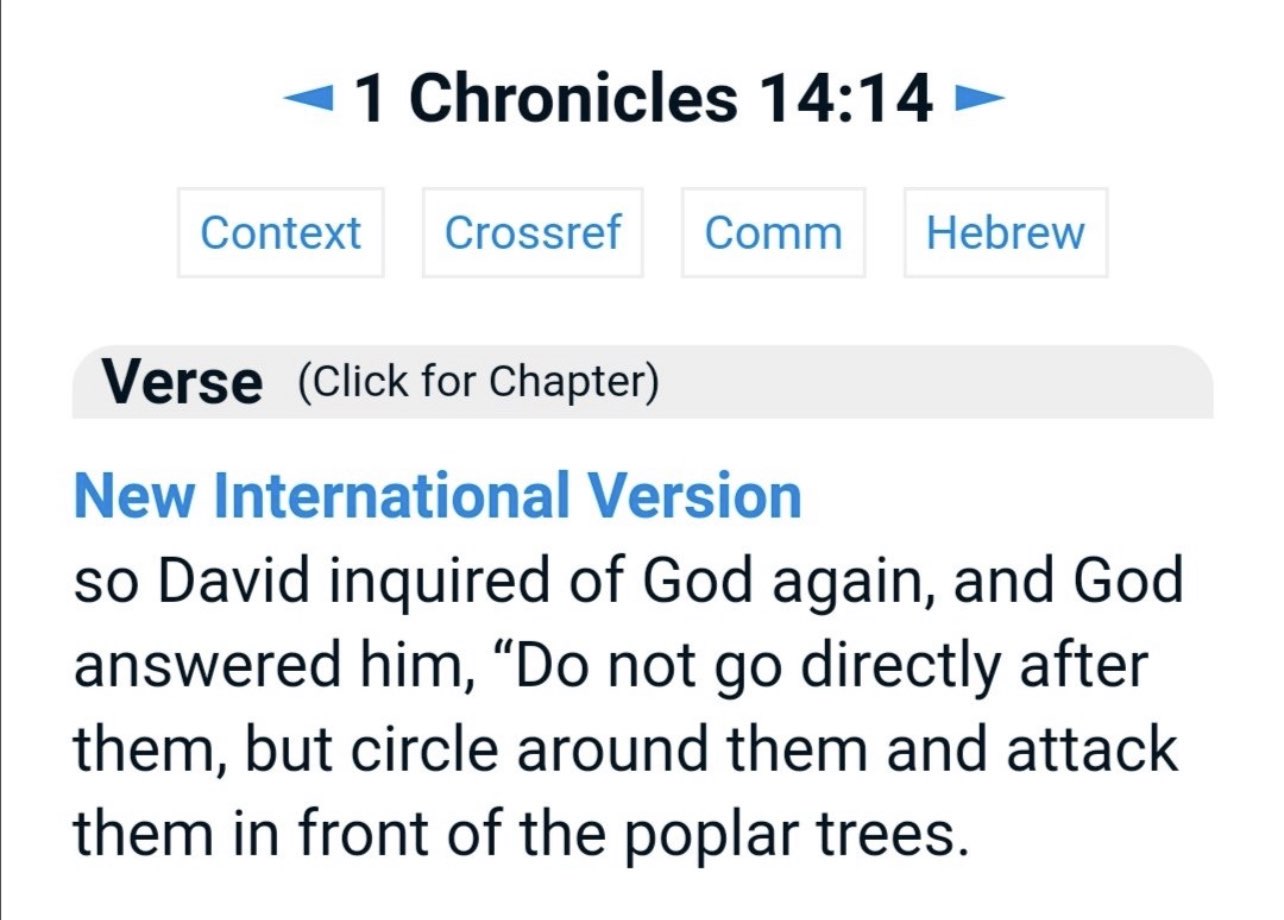 ◄ 1 Chronicles 14:14 ►
Context Crossref Comm Hebrew
Verse (Click for Chapter)
New International Version
so David inquired of God again, and God
answered him, “Do not go directly after
them, but circle around them and attack
them in front of the poplar trees.